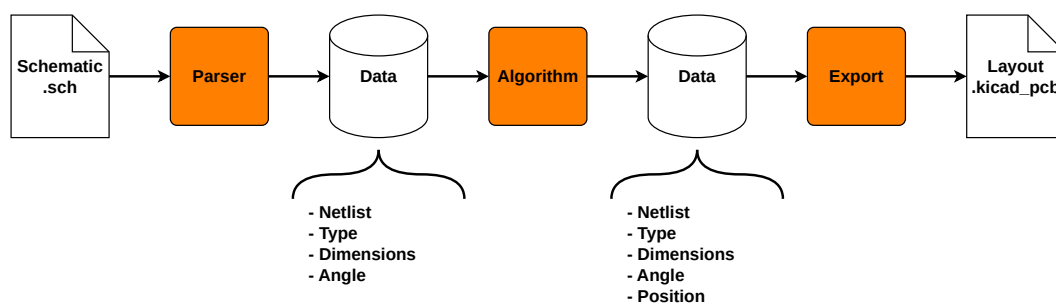 Schematic
.sch
Parser
Data
Algorithm
Data
Export
Layout
.kicad_pcb
- Netlist
- Type
- Dimensions
- Angle
- Netlist
- Type
- Dimensions
- Angle
- Position